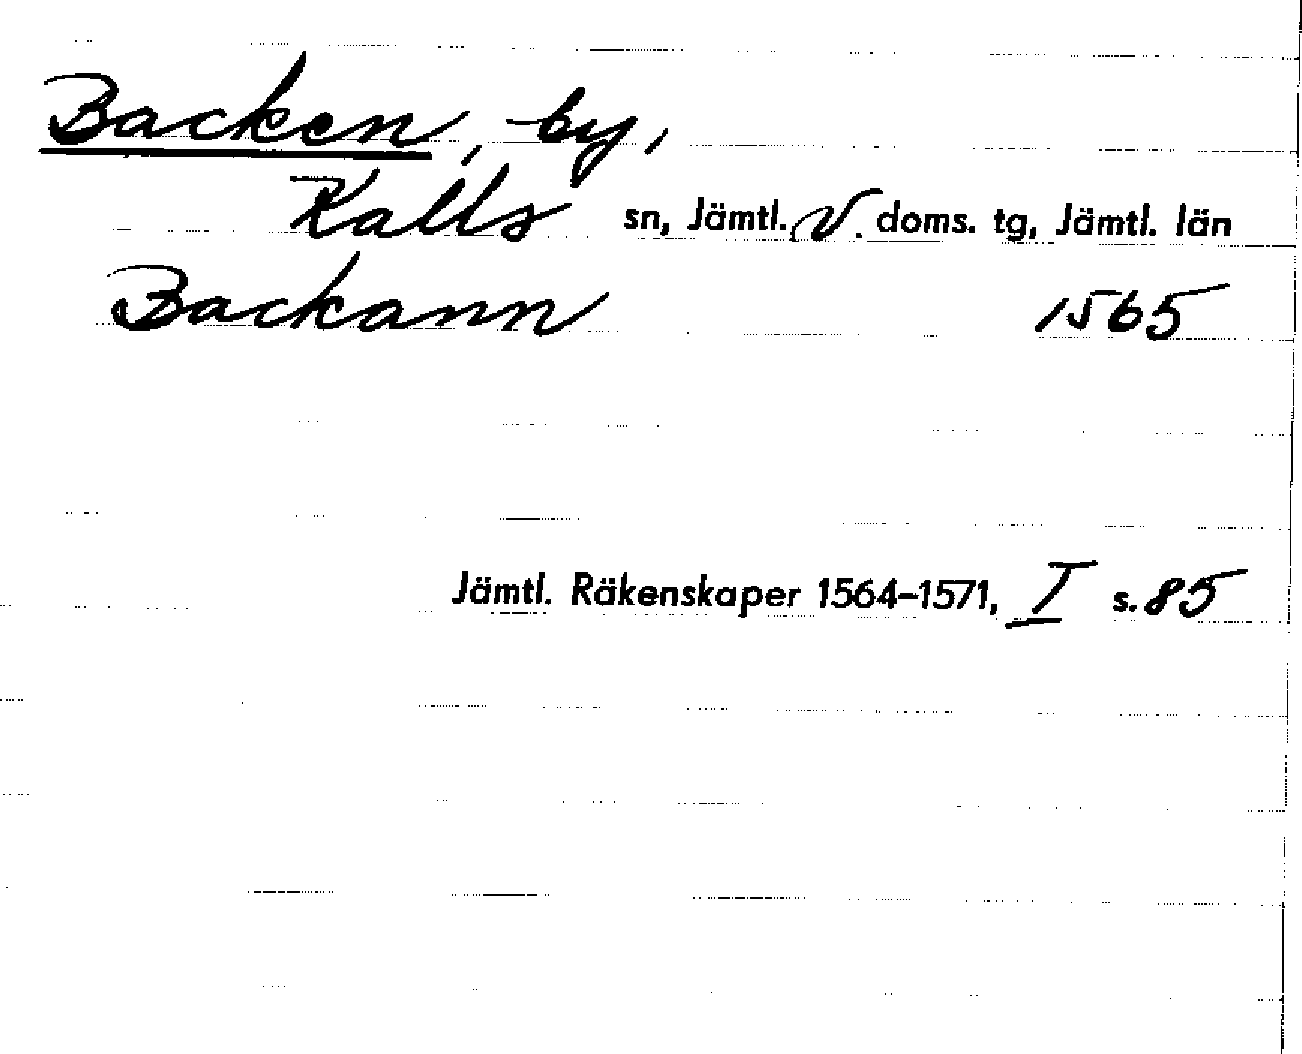 Backen, by,
Kalls sn, Jämtl. V. doms. tg, Jämtl. län
Backann 1565
Jämtl. Räkenskaper 1564–1571, I s. 85